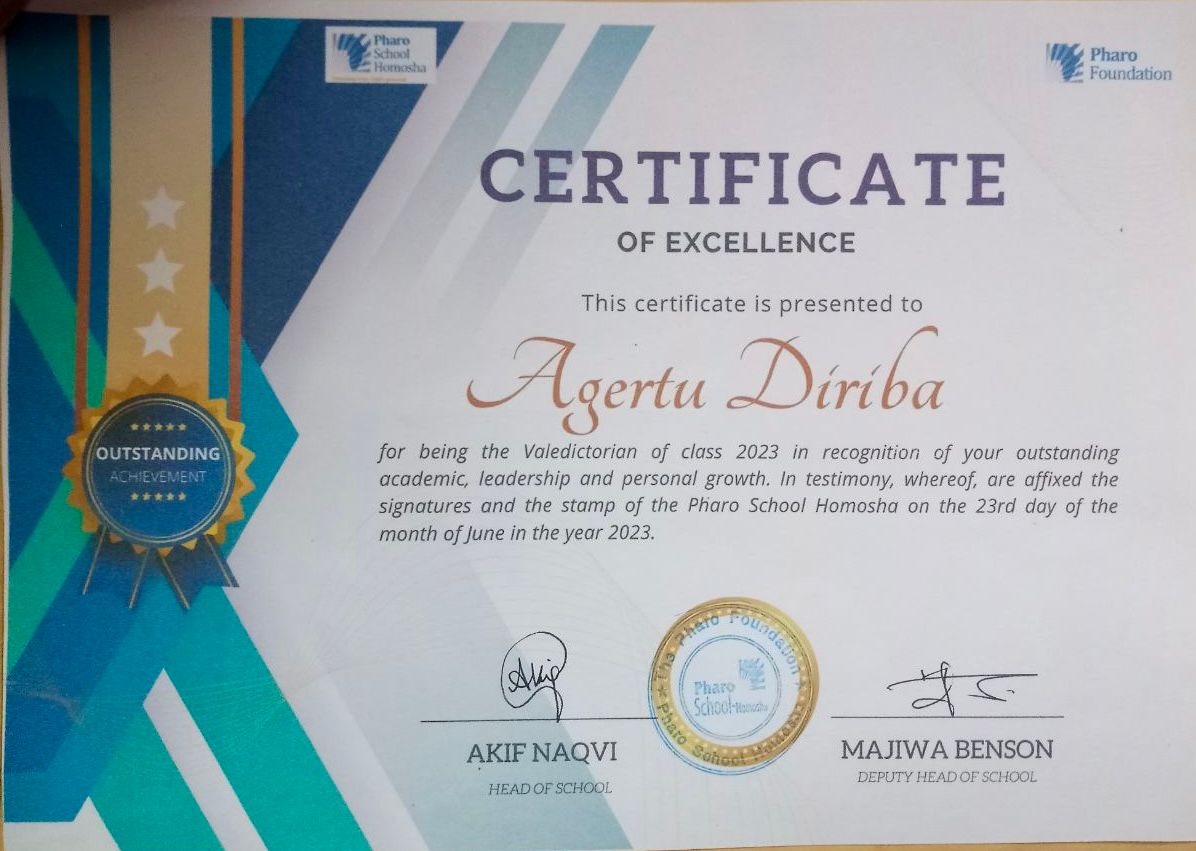 Pharo
School
Homosha
Pharo
Foundation
CERTIFICATE
OF EXCELLENCE
This certificate is presented to
Agertu Diriba
for being the Valedictorian of class 2023 in recognition of your outstanding
academic, leadership and personal growth. In testimony, whereof, are affixed the
signatures and the stamp of the Pharo School Homosha on the 23rd day of the
month of June in the year 2023.
OUTSTANDING
ACHIEVEMENT
The Pharo Foundation
Pharo
School-Homosha
Pharo School Homosha
Akif
AKIF NAQVI
HEAD OF SCHOOL
MAJIWA BENSON
DEPUTY HEAD OF SCHOOL